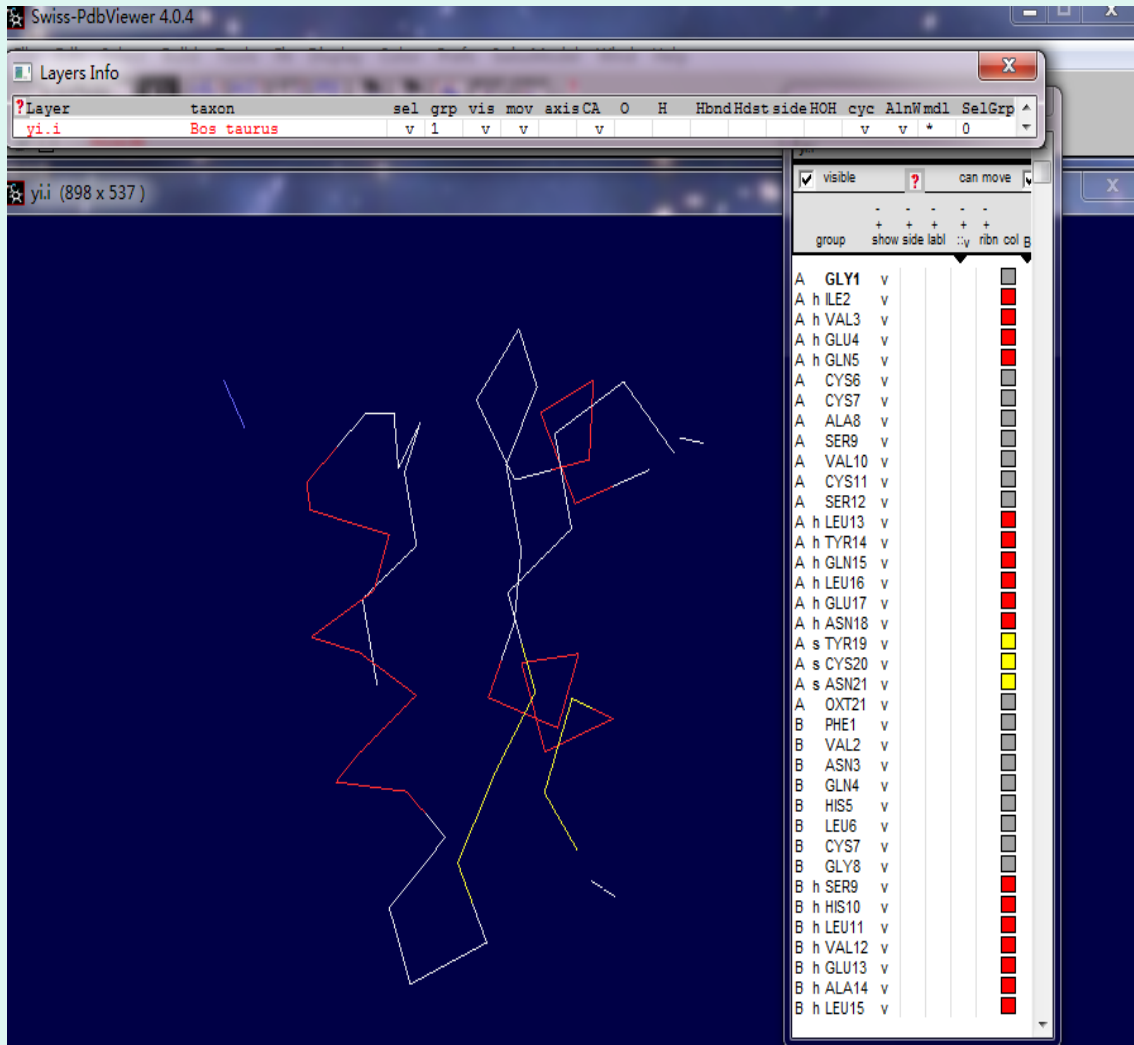 Swiss-PdbViewer 4.0.4
Layers Info
?Layer taxon sel grp vis mov axis CA O H Hbnd Hdst side HOH cyc AlnW mdl SelGrp
yi.i Bos taurus v 1 v v v v v * 0
yi.i (898 x 537 )
visible ? can move
- - - - -
+ + + + +
group show side labl ::v ribn col B
A GLY1 v
A h ILE2 v
A h VAL3 v
A h GLU4 v
A h GLN5 v
A CYS6 v
A CYS7 v
A ALA8 v
A SER9 v
A VAL10 v
A CYS11 v
A SER12 v
A h LEU13 v
A h TYR14 v
A h GLN15 v
A h LEU16 v
A h GLU17 v
A h ASN18 v
A s TYR19 v
A s CYS20 v
A s ASN21 v
A OXT21 v
B PHE1 v
B VAL2 v
B ASN3 v
B GLN4 v
B HIS5 v
B LEU6 v
B CYS7 v
B GLY8 v
B h SER9 v
B h HIS10 v
B h LEU11 v
B h VAL12 v
B h GLU13 v
B h ALA14 v
B h LEU15 v